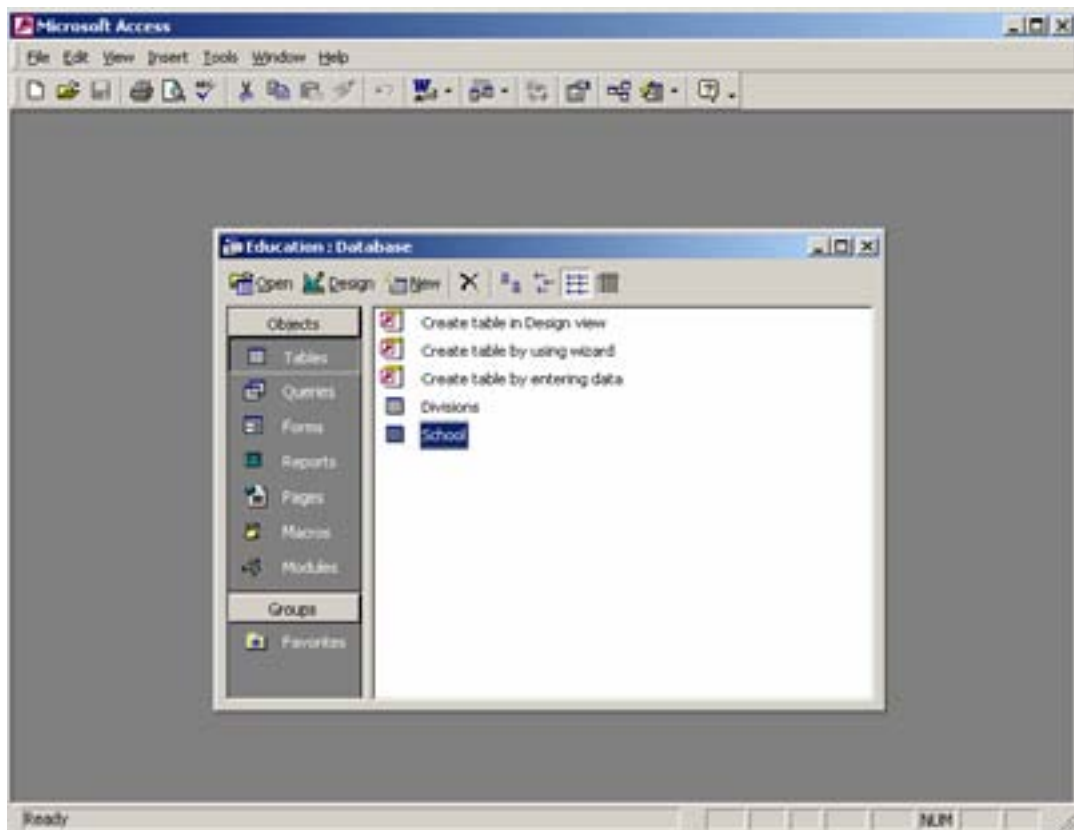 Microsoft Access
File Edit View Insert Tools Window Help
Education : Database
Open Design New
Objects
Tables
Queries
Forms
Reports
Pages
Macros
Modules
Groups
Favorites
Create table in Design view
Create table by using wizard
Create table by entering data
Divisions
School
Ready
NUM